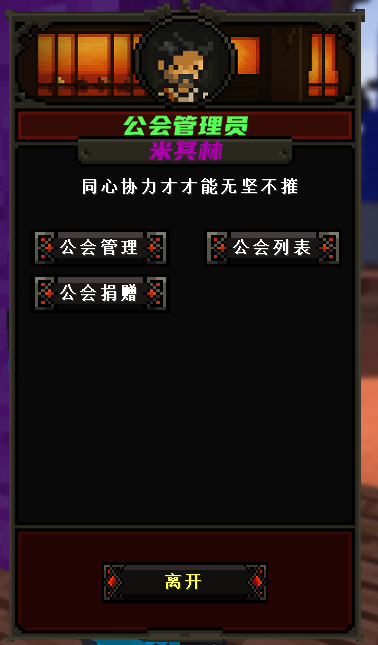 公会管理员
米其林
同心协力才才能无坚不摧
公会管理
公会列表
公会捐赠
离开